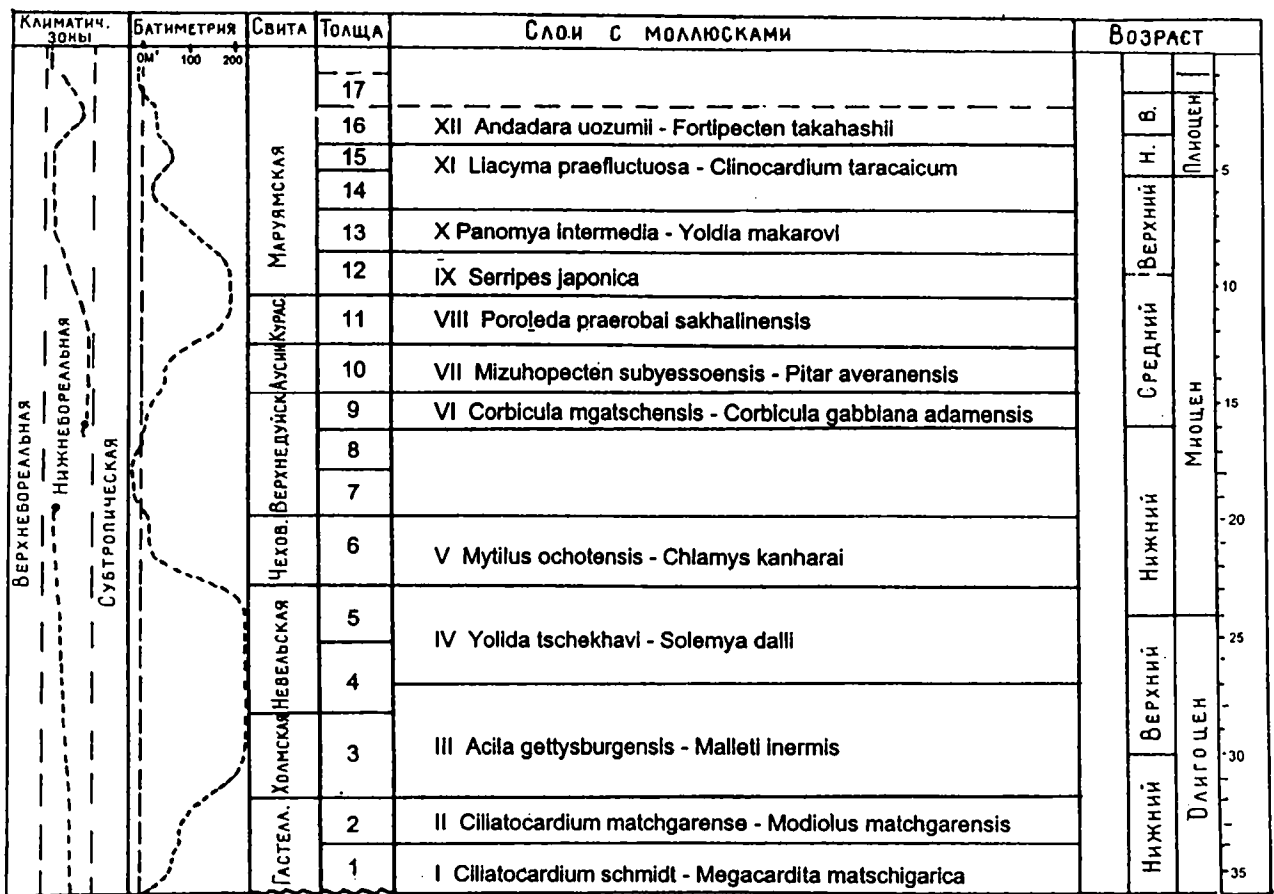 Климатич. зоны
Батиметрия
Свита
Толща
Слои с моллюсками
Возраст
0м 100 200
Верхнебореальная
Нижнебореальная
Субтропическая
Маруямская
Курас.
Аусин
Верхнедуйск.
Чехов.
Невельская
Холмская
Гастелл.
17
16 XII Andadara uozumii - Fortipecten takahashii
15 XI Liacyma praefluctuosa - Clinocardium taracaicum
14
13 X Panomya intermedia - Yoldia makarovi
12 IX Serripes japonica
11 VIII Poroleda praerobai sakhalinensis
10 VII Mizuhopecten subyessoensis - Pitar averanensis
9 VI Corbicula mgatschensis - Corbicula gabbiana adamensis
8
7
6 V Mytilus ochotensis - Chlamys kanharai
5 IV Yolida tschekhavi - Solemya dalli
4
3 III Acila gettysburgensis - Malleti inermis
2 II Ciliatocardium matchgarense - Modiolus matchgarensis
1 I Ciliatocardium schmidt - Megacardita matschigarica
В.
Н.
Верхний
Средний
Нижний
Верхний
Нижний
Плиоцен
Миоцен
Олигоцен
5
10
15
20
25
30
35